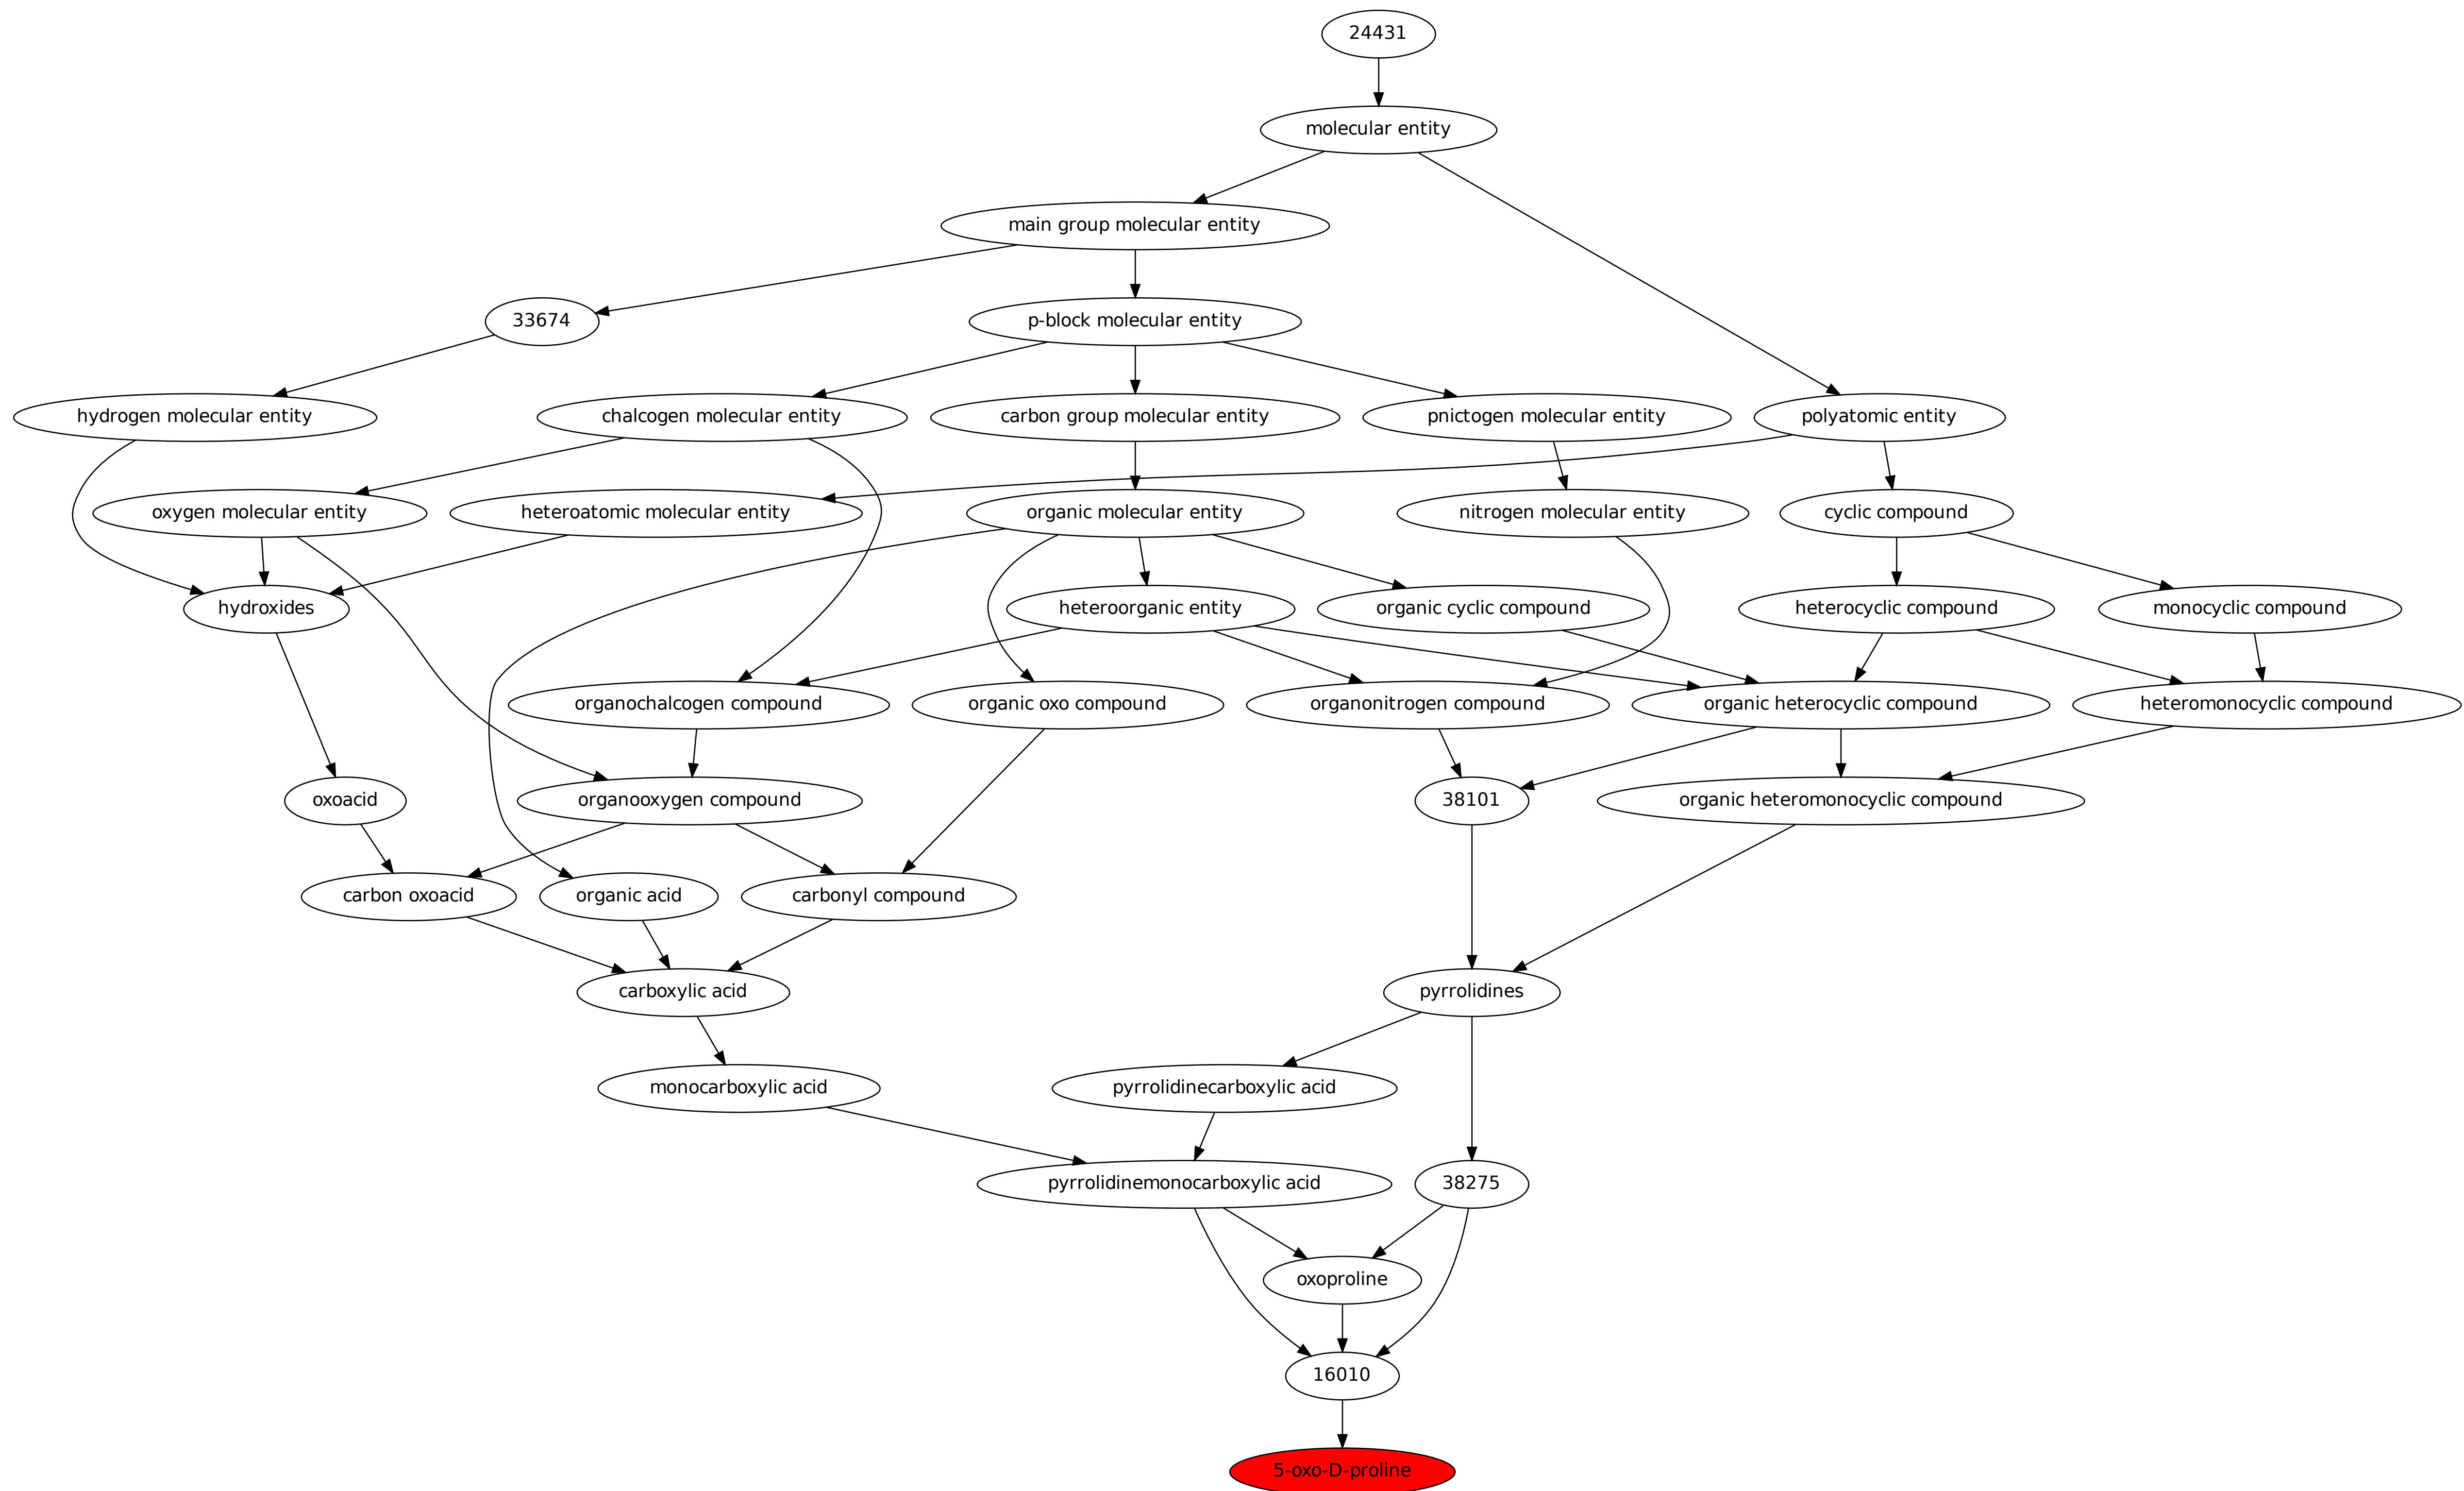 24431
molecular entity
main group molecular entity
33674
p-block molecular entity
hydrogen molecular entity
chalcogen molecular entity
carbon group molecular entity
pnictogen molecular entity
polyatomic entity
oxygen molecular entity
heteroatomic molecular entity
organic molecular entity
nitrogen molecular entity
cyclic compound
hydroxides
heteroorganic entity
organic cyclic compound
heterocyclic compound
monocyclic compound
organochalcogen compound
organic oxo compound
organonitrogen compound
organic heterocyclic compound
heteromonocyclic compound
oxoacid
organooxygen compound
38101
organic heteromonocyclic compound
carbon oxoacid
organic acid
carbonyl compound
carboxylic acid
pyrrolidines
monocarboxylic acid
pyrrolidinecarboxylic acid
pyrrolidinemonocarboxylic acid
38275
oxoproline
16010
5-oxo-D-proline